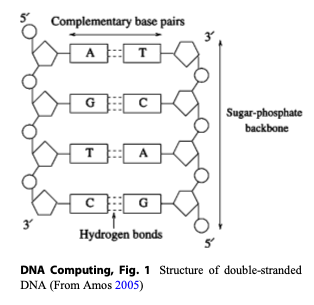 5′
Complementary base pairs
3′
A T
G C
Sugar-phosphate
backbone
T A
C G
3′
Hydrogen bonds
5′
DNA Computing, Fig. 1 Structure of double-stranded
DNA (From Amos 2005)